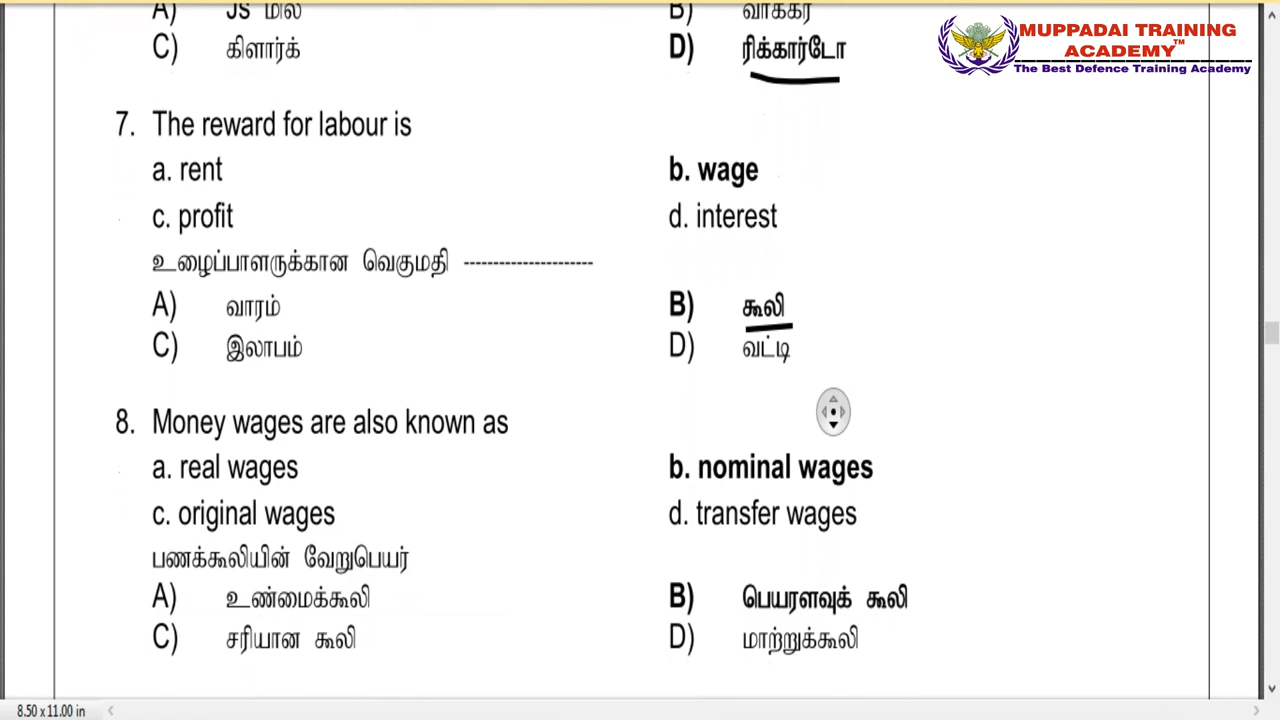 A) Js மில்
B) வாக்கர்
C) கிளார்க்
D) ரிக்கார்டோ
MUPPADAI TRAINING
ACADEMY™
The Best Defence Training Academy
7. The reward for labour is
a. rent
b. wage
c. profit
d. interest
உழைப்பாளருக்கான வெகுமதி ----------------------
A) வாரம்
B) கூலி
C) இலாபம்
D) வட்டி
8. Money wages are also known as
a. real wages
b. nominal wages
c. original wages
d. transfer wages
பணக்கூலியின் வேறுபெயர்
A) உண்மைக்கூலி
B) பெயரளவுக் கூலி
C) சரியான கூலி
D) மாற்றுக்கூலி
8.50 x 11.00 in